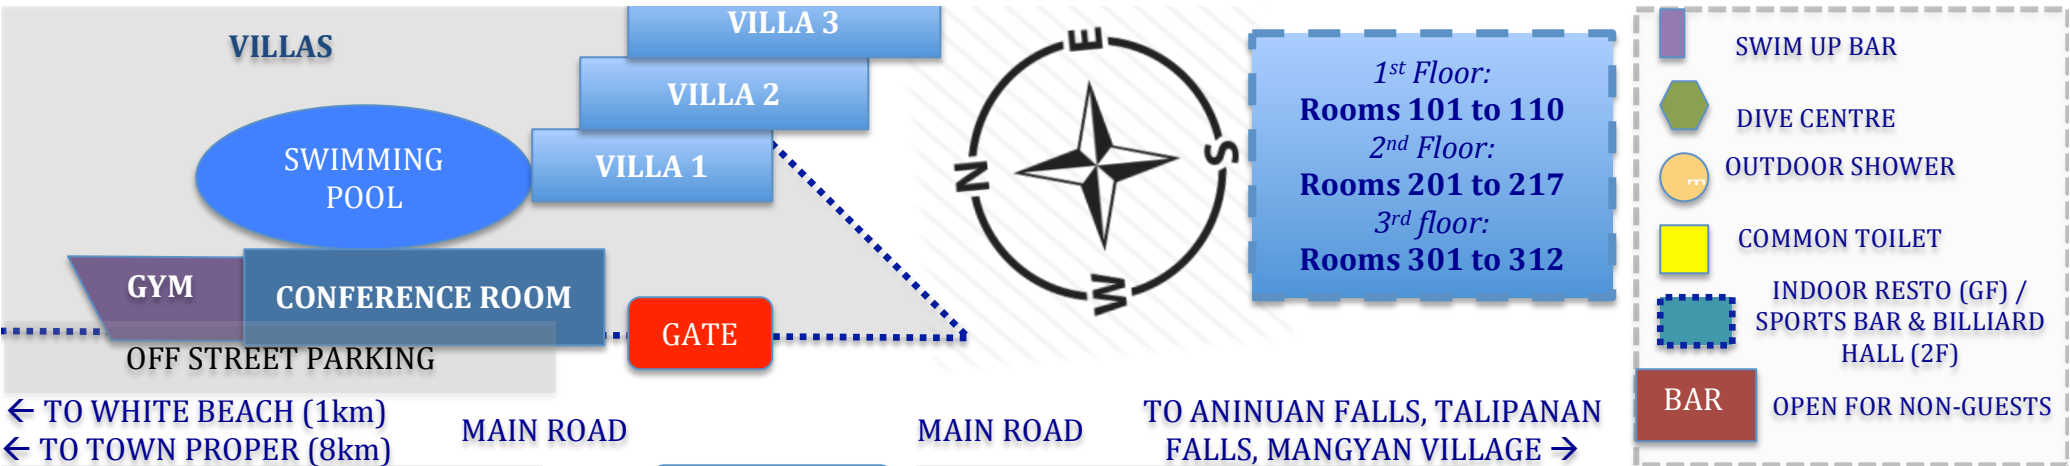 VILLAS
VILLA 3
VILLA 2
VILLA 1
SWIMMING
POOL
GYM
CONFERENCE ROOM
GATE
OFF STREET PARKING
← TO WHITE BEACH (1km)
← TO TOWN PROPER (8km)
MAIN ROAD
MAIN ROAD
TO ANINUAN FALLS, TALIPANAN
FALLS, MANGYAN VILLAGE →
E
N
S
W
1st Floor:
Rooms 101 to 110
2nd Floor:
Rooms 201 to 217
3rd floor:
Rooms 301 to 312
SWIM UP BAR
DIVE CENTRE
OUTDOOR SHOWER
COMMON TOILET
INDOOR RESTO (GF) /
SPORTS BAR & BILLIARD
HALL (2F)
BAR
OPEN FOR NON-GUESTS